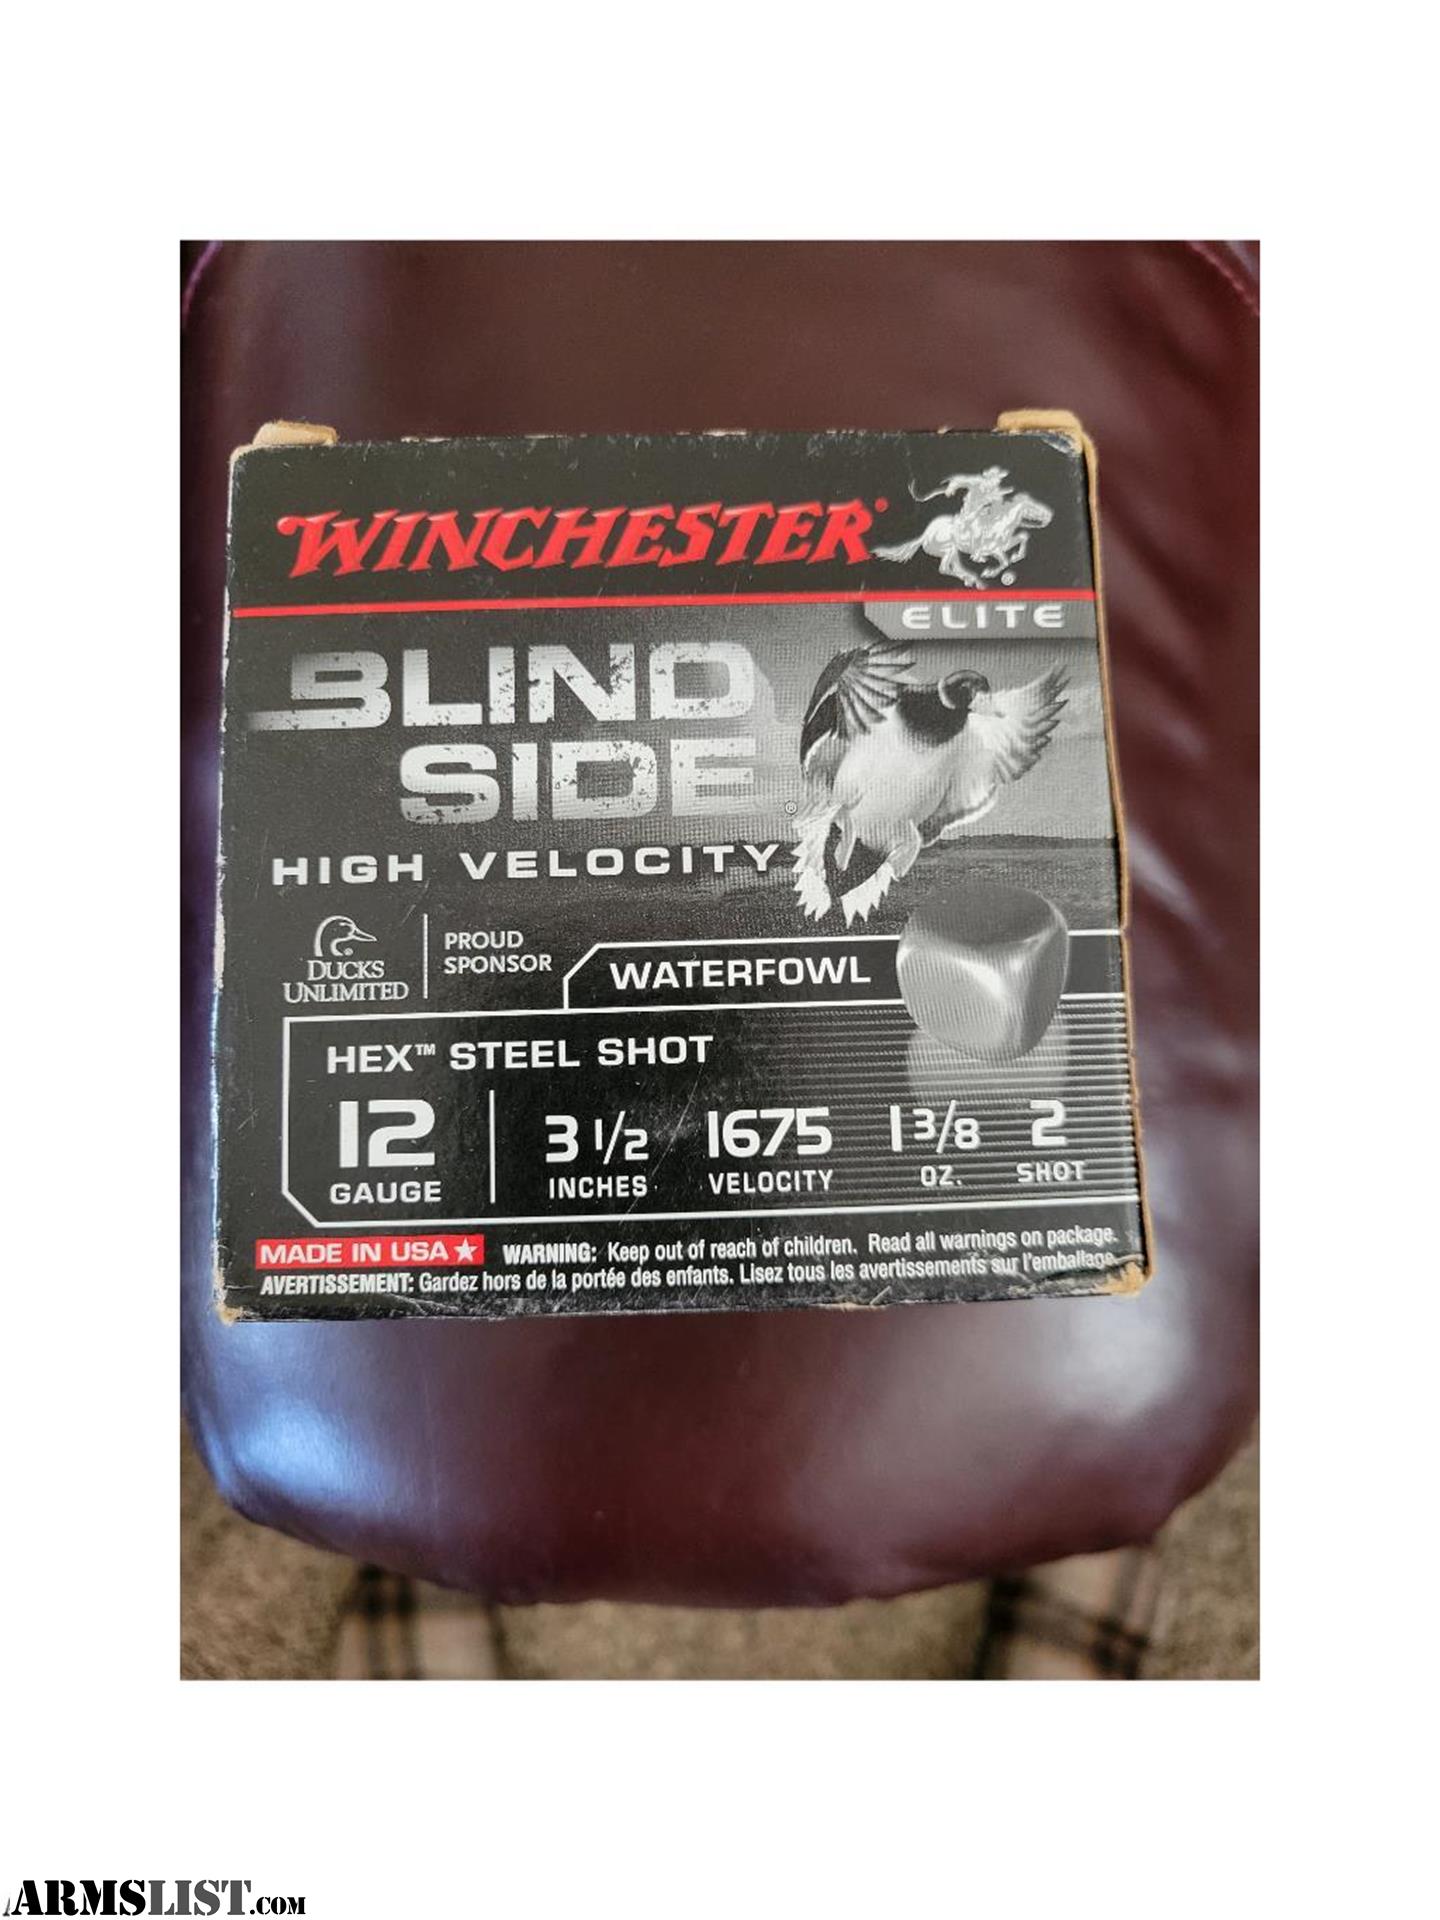 WINCHESTER®
®
ELITE
BLIND
SIDE®
HIGH VELOCITY
DUCKS
UNLIMITED
PROUD
SPONSOR
WATERFOWL
HEX™ STEEL SHOT
12 3 1/2 1675 1 3/8 2
GAUGE INCHES VELOCITY OZ. SHOT
MADE IN USA WARNING: Keep out of reach of children. Read all warnings on package.
AVERTISSEMENT: Gardez hors de la portée des enfants. Lisez tous les avertissements sur l'emballage.
ARMSLIST.COM